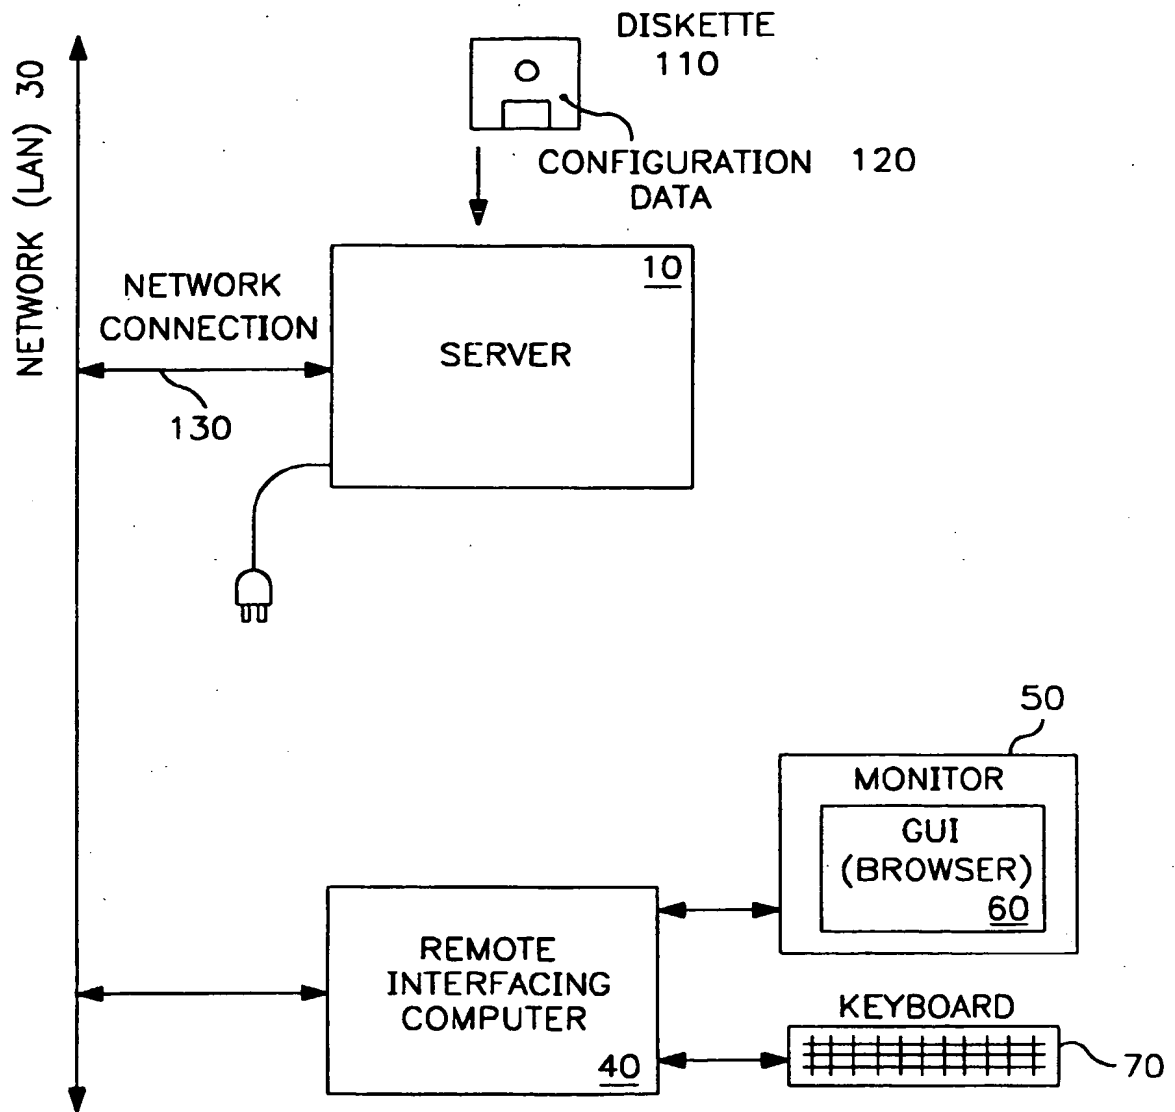 DISKETTE
110
CONFIGURATION 120
DATA
NETWORK (LAN) 30
10
NETWORK
CONNECTION
SERVER
130
50
MONITOR
GUI
(BROWSER)
60
REMOTE
INTERFACING
COMPUTER
40
KEYBOARD
70